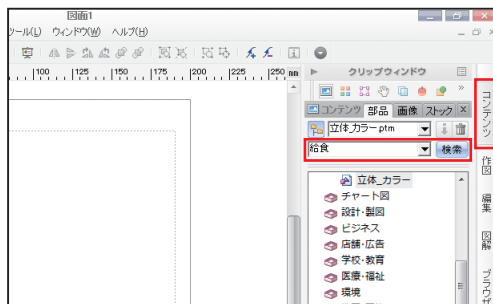 図面1
ツール(L) ウィンドウ(W) ヘルプ(H)
100 125 150 175 200 225 250 mm
クリップウィンドウ
コンテンツ 部品 画像 ストック
立体_カラー.ptm
給食 検索
立体_カラー
チャート図
設計・製図
ビジネス
店舗・広告
学校・教育
医療・福祉
環境
コンテンツ
作図
編集
図解
ブラウザ